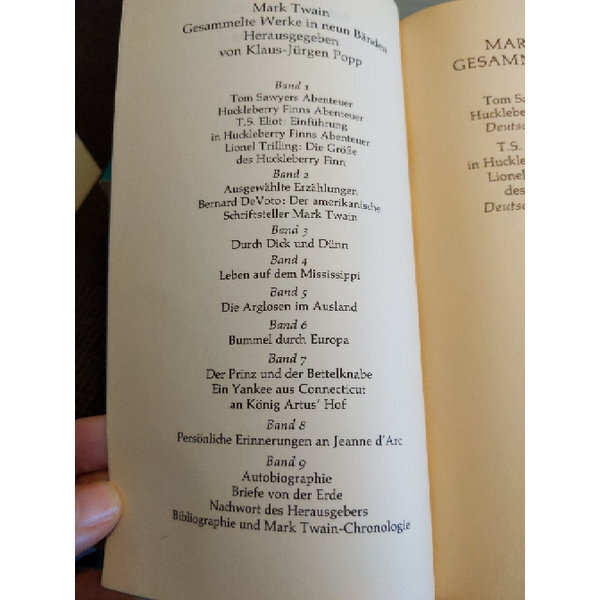 Mark Twain
Gesammelte Werke in neun Bänden
Herausgegeben
von Klaus-Jürgen Popp
Band 1
Tom Sawyers Abenteuer
Huckleberry Finns Abenteuer
T.S. Eliot: Einführung
in Huckleberry Finns Abenteuer
Lionel Trilling: Die Größe
des Huckleberry Finn
Band 2
Ausgewählte Erzählungen
Bernard DeVoto: Der amerikanische
Schriftsteller Mark Twain
Band 3
Durch Dick und Dünn
Band 4
Leben auf dem Mississippi
Band 5
Die Arglosen im Ausland
Band 6
Bummel durch Europa
Band 7
Der Prinz und der Bettelknabe
Ein Yankee aus Connecticut
an König Artus' Hof
Band 8
Persönliche Erinnerungen an Jeanne d'Arc
Band 9
Autobiographie
Briefe von der Erde
Nachwort des Herausgebers
Bibliographie und Mark Twain-Chronologie
MAR
GESAMM
Tom Sa
Huckleber
Deutsc
T.S.
in Huckle
Lionel
des
Deutsc